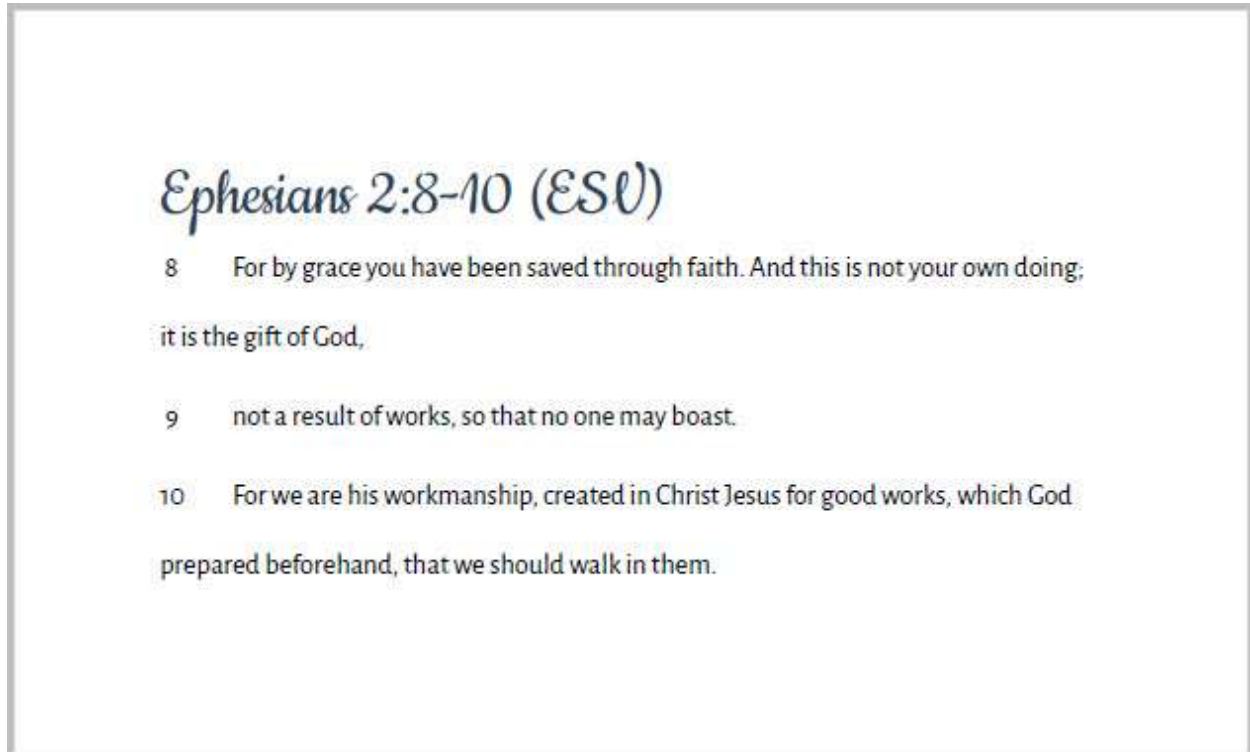 Ephesians 2:8-10 (ESV)
8 For by grace you have been saved through faith. And this is not your own doing;
it is the gift of God,
9 not a result of works, so that no one may boast.
10 For we are his workmanship, created in Christ Jesus for good works, which God
prepared beforehand, that we should walk in them.